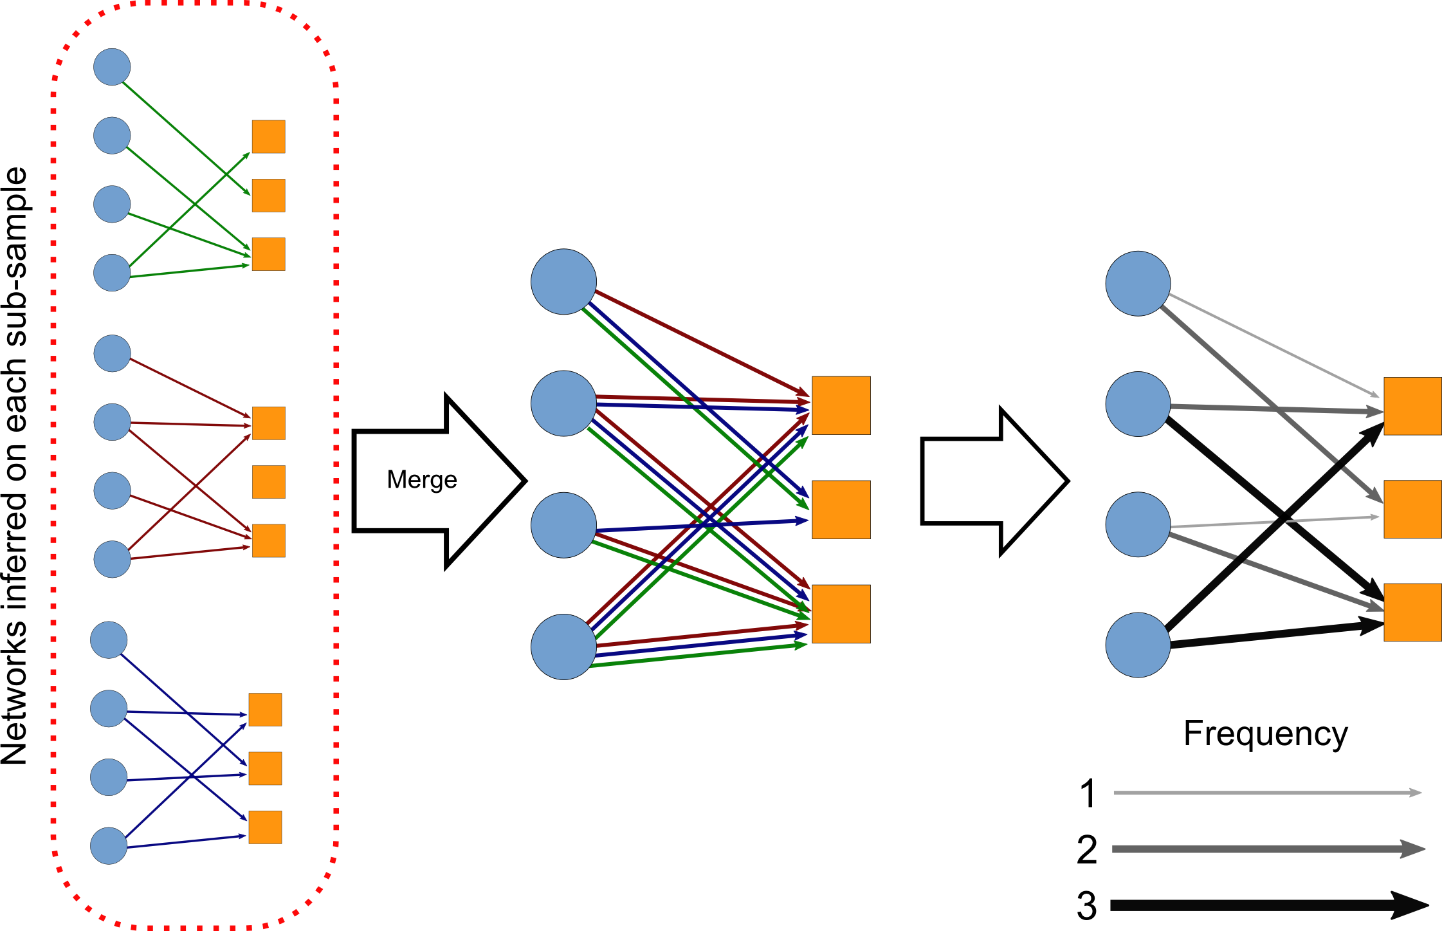 Networks inferred on each sub-sample
Merge
Frequency
1
2
3